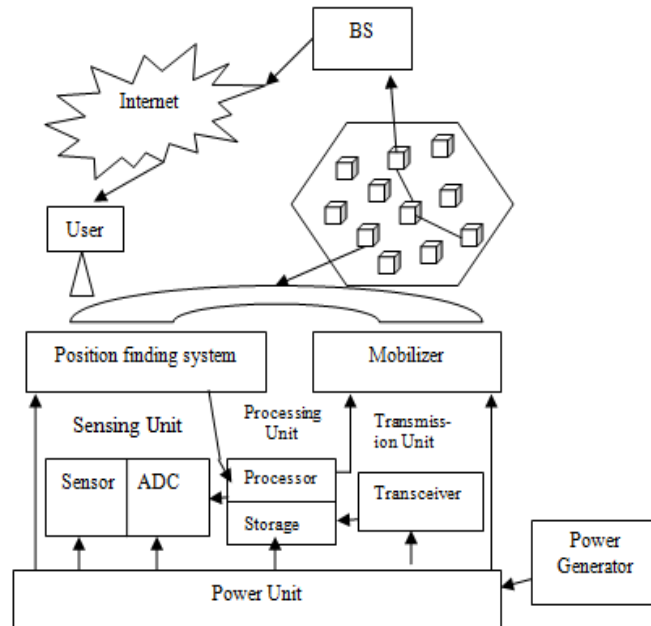 BS
Internet
User
Position finding system
Mobilizer
Sensing Unit
Processing
Unit
Transmiss-
ion Unit
Sensor
ADC
Processor
Storage
Transceiver
Power
Generator
Power Unit